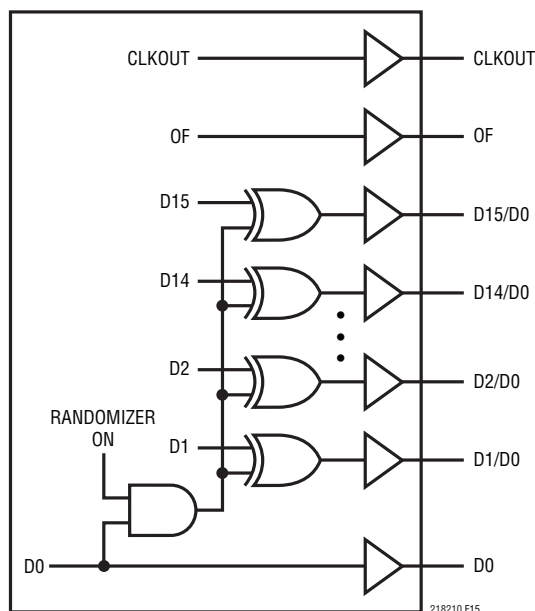 CLKOUT CLKOUT
OF OF
D15 D15/D0
D14 D14/D0
D2 D2/D0
RANDOMIZER
ON
D1 D1/D0
D0 D0
218210 F15